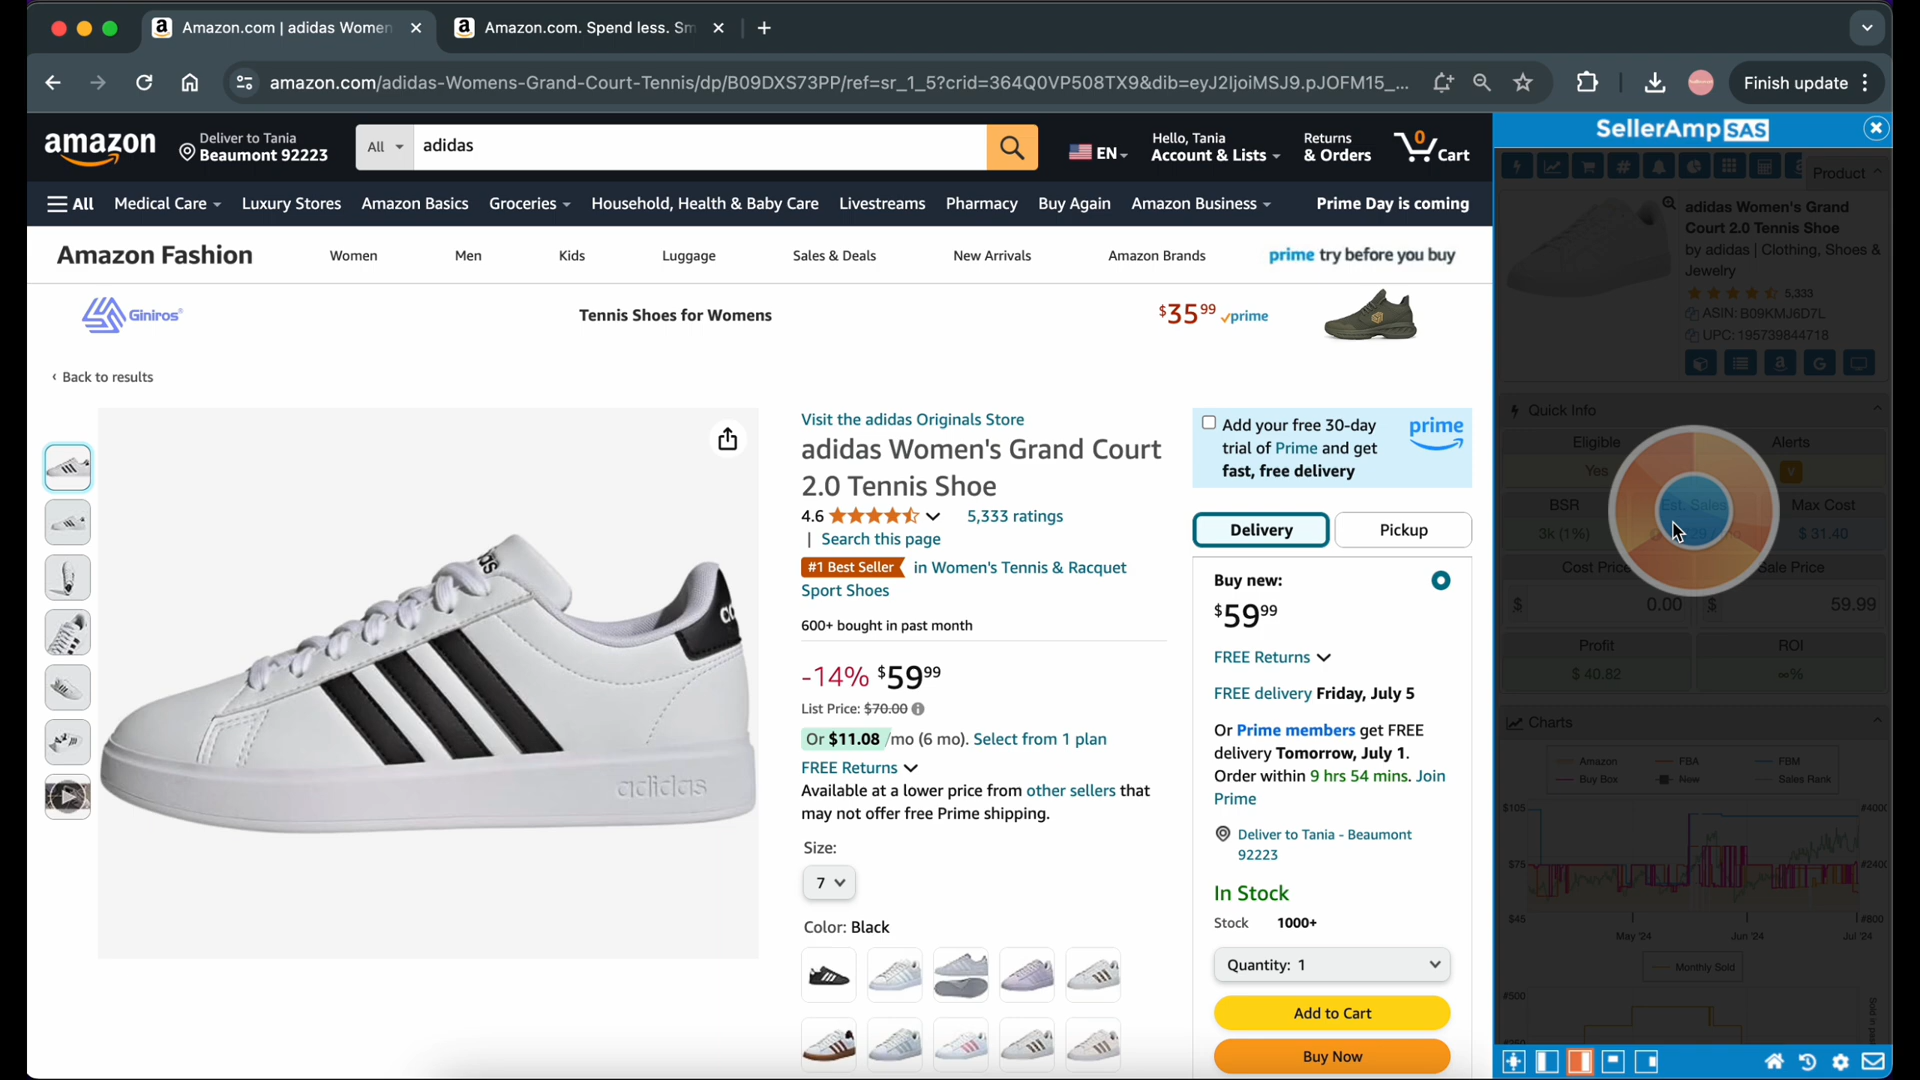 Amazon.com | adidas Women
Amazon.com. Spend less. Sm
amazon.com/adidas-Womens-Grand-Court-Tennis/dp/B09DXS73PP/ref=sr_1_5?crid=364Q0VP508TX9&dib=eyJ2IjoiMSJ9.pJOFM15_...
Finish update
amazon
Deliver to Tania
Beaumont 92223
All
adidas
EN
Hello, Tania
Account & Lists
Returns
& Orders
0
Cart
SellerAmp SAS
All
Medical Care
Luxury Stores
Amazon Basics
Groceries
Household, Health & Baby Care
Livestreams
Pharmacy
Buy Again
Amazon Business
Prime Day is coming
Amazon Fashion
Women
Men
Kids
Luggage
Sales & Deals
New Arrivals
Amazon Brands
prime try before you buy
Giniros
Tennis Shoes for Womens
$35 99
prime
‹ Back to results
adidas
Visit the adidas Originals Store
adidas Women's Grand Court
2.0 Tennis Shoe
4.6
5,333 ratings
| Search this page
#1 Best Seller in Women's Tennis & Racquet
Sport Shoes
600+ bought in past month
-14% $59 99
List Price: $70.00
Or $11.08 /mo (6 mo). Select from 1 plan
FREE Returns
Available at a lower price from other sellers that
may not offer free Prime shipping.
Size:
7
Color: Black
Add your free 30-day
trial of Prime and get
fast, free delivery
prime
Delivery
Pickup
Buy new:
$59 99
FREE Returns
FREE delivery Friday, July 5
Or Prime members get FREE
delivery Tomorrow, July 1.
Order within 9 hrs 54 mins. Join
Prime
Deliver to Tania - Beaumont
92223
In Stock
Stock 1000+
Quantity: 1
Add to Cart
Buy Now
Product
adidas Women's Grand
Court 2.0 Tennis Shoe
by adidas | Clothing, Shoes &
Jewelry
5,333
ASIN: B09KMJ6D7L
UPC: 195739844718
Quick Info
Eligible
Alerts
Yes
V
BSR
Est. Sales
Max Cost
3k (1%)
$ 31.40
Cost Price
Sale Price
$ 0.00
$ 59.99
Profit
ROI
$ 40.82
∞%
Charts
Amazon
FBA
FBM
Buy Box
New
Sales Rank
$105
#4000
$75
#2400
$45
#800
May '24
Jun '24
Jul '24
Monthly Sold
#500